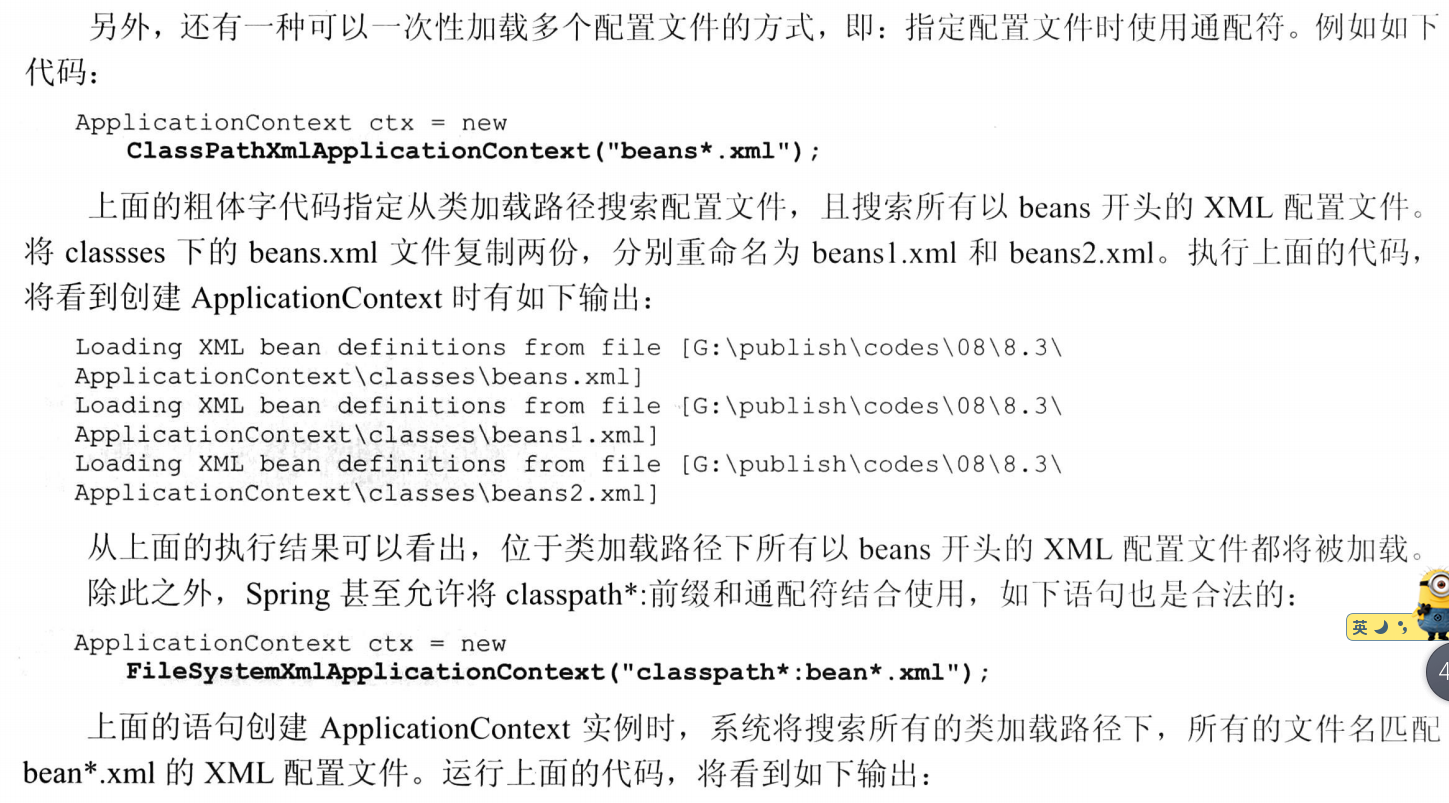 另外，还有一种可以一次性加载多个配置文件的方式，即：指定配置文件时使用通配符。例如如下
代码：
ApplicationContext ctx = new
ClassPathXmlApplicationContext("beans*.xml");
上面的粗体字代码指定从类加载路径搜索配置文件，且搜索所有以 beans 开头的 XML 配置文件。
将 classses 下的 beans.xml 文件复制两份，分别重命名为 beans1.xml 和 beans2.xml。执行上面的代码，
将看到创建 ApplicationContext 时有如下输出：
Loading XML bean definitions from file [G:\publish\codes\08\8.3\
ApplicationContext\classes\beans.xml]
Loading XML bean definitions from file [G:\publish\codes\08\8.3\
ApplicationContext\classes\beans1.xml]
Loading XML bean definitions from file [G:\publish\codes\08\8.3\
ApplicationContext\classes\beans2.xml]
从上面的执行结果可以看出，位于类加载路径下所有以 beans 开头的 XML 配置文件都将被加载。
除此之外，Spring 甚至允许将 classpath*:前缀和通配符结合使用，如下语句也是合法的：
英
ApplicationContext ctx = new
FileSystemXmlApplicationContext("classpath*:bean*.xml");
4
上面的语句创建 ApplicationContext 实例时，系统将搜索所有的类加载路径下，所有的文件名匹配
bean*.xml 的 XML 配置文件。运行上面的代码，将看到如下输出：